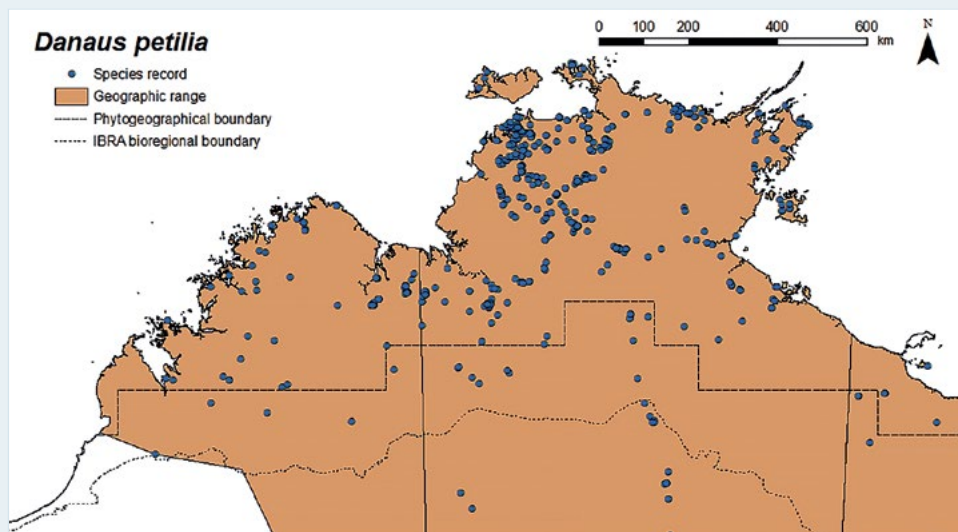 Danaus petilia
Species record
Geographic range
Phytogeographical boundary
IBRA bioregional boundary
0 100 200 400 600
km
N